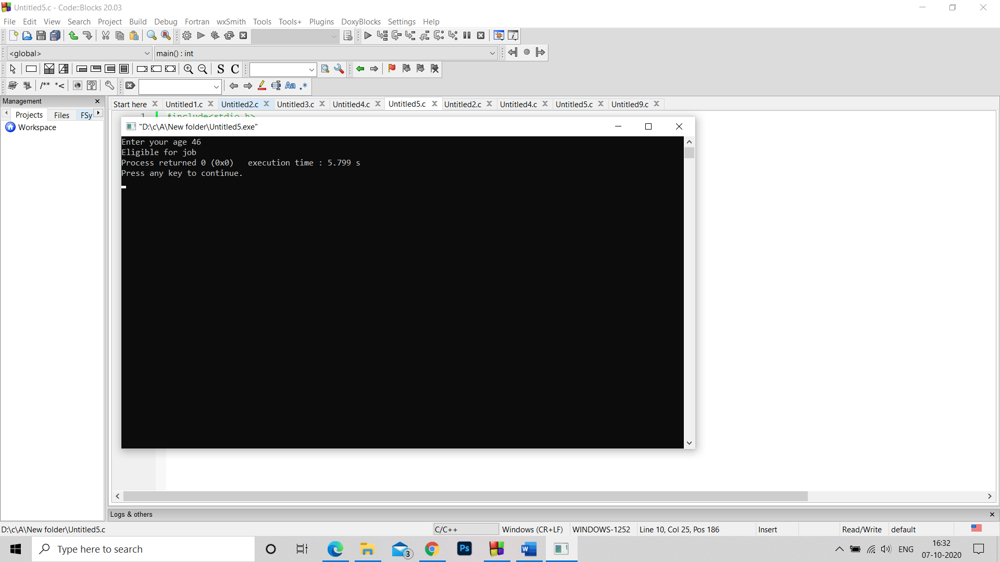 Untitled5.c - Code::Blocks 20.03
File Edit View Search Project Build Debug Fortran wxSmith Tools Tools+ Plugins DoxyBlocks Settings Help
<global> main() : int
S C
/** *< ? Aa .*
Management
Start here Untitled1.c Untitled2.c Untitled3.c Untitled4.c Untitled5.c Untitled2.c Untitled4.c Untitled5.c Untitled9.c
Projects Files FSy
1 #include<stdio.h>
Workspace
"D:\c\A\New folder\Untitled5.exe"
Enter your age 46
Eligible for job
Process returned 0 (0x0)   execution time : 5.799 s
Press any key to continue.
Logs & others
D:\c\A\New folder\Untitled5.c C/C++ Windows (CR+LF) WINDOWS-1252 Line 10, Col 25, Pos 186 Insert Read/Write default
Type here to search
3
Ps
W
ENG
16:32
07-10-2020